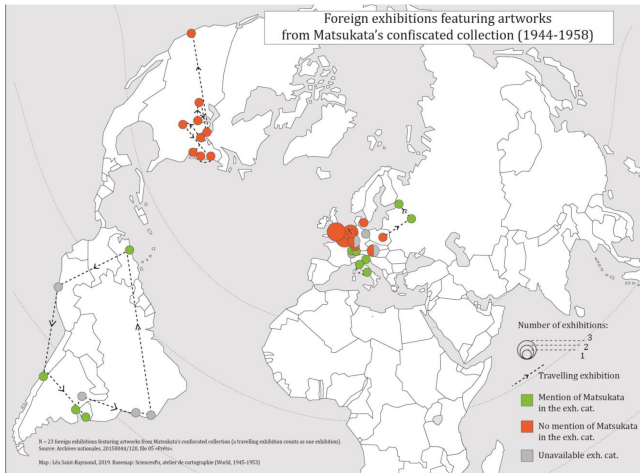 Foreign exhibitions featuring artworks
from Matsukata's confiscated collection (1944-1958)
Number of exhibitions:
3
2
1
Travelling exhibition
Mention of Matsukata
in the exh. cat.
No mention of Matsukata
in the exh. cat.
Unavailable exh. cat.
N = 23 foreign exhibitions featuring artworks from Matsukata's confiscated collection (a travelling exhibition counts as one exhibition).
Source: Archives nationales, 20150044/120, file 05 «Prêts».
Map : Léa Saint-Raymond, 2019. Basemap: SciencesPo, atelier de cartographie (World, 1945-1953)